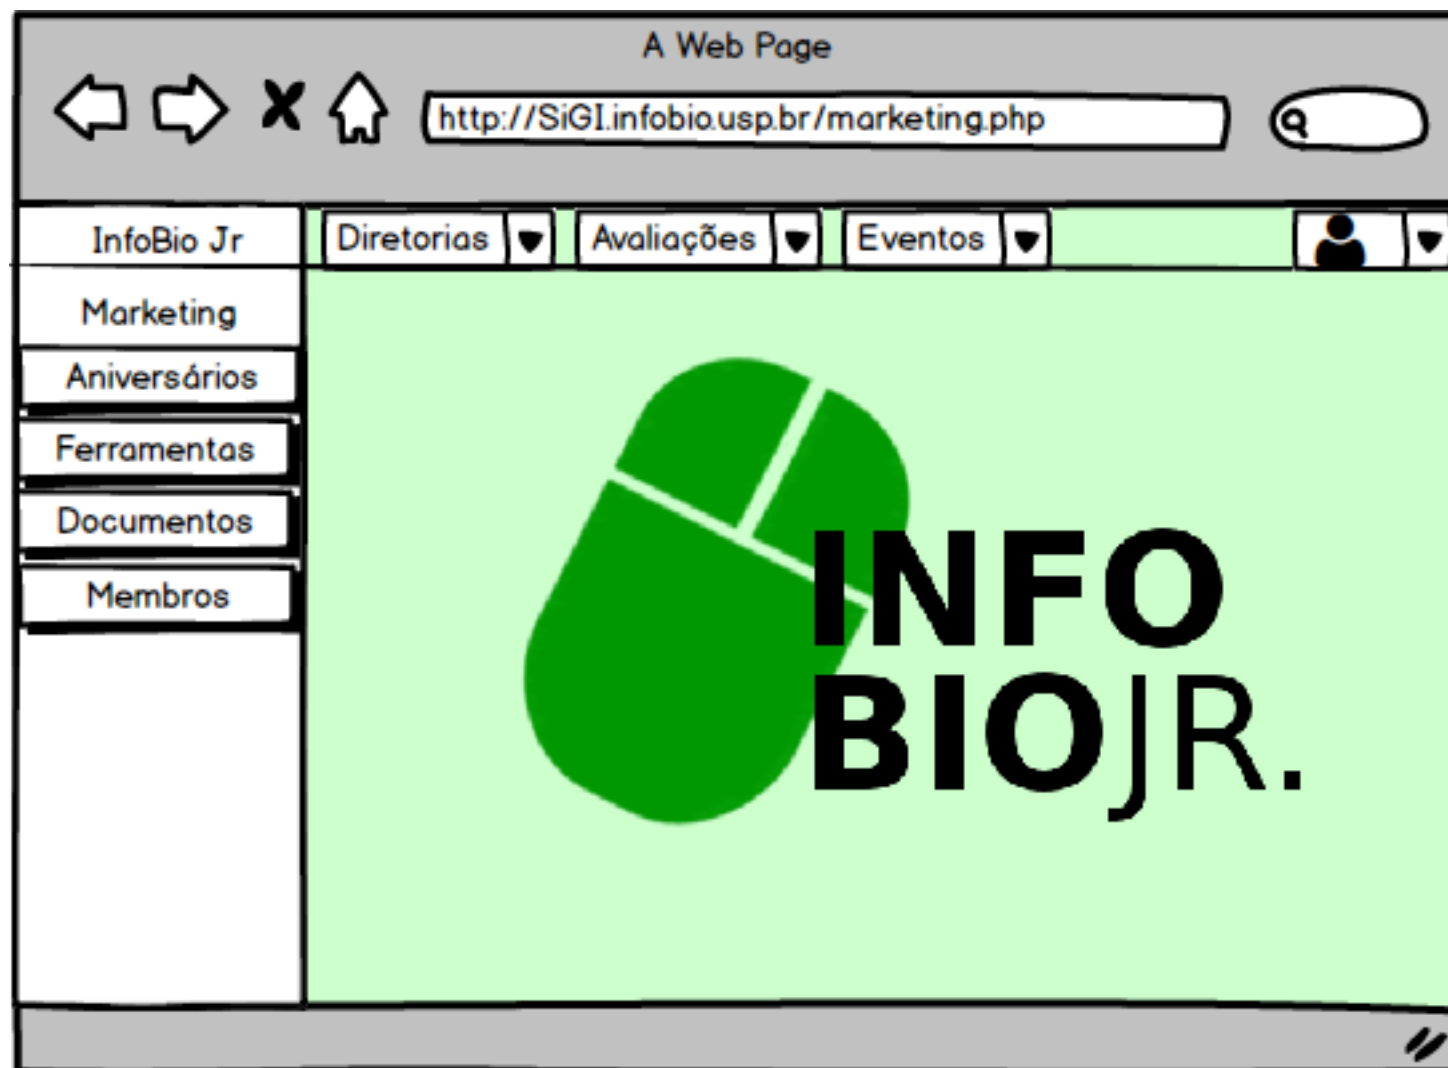 A Web Page
http://SiGI.infobio.usp.br/marketing.php
InfoBio Jr
Diretorias
Avaliações
Eventos
Marketing
Aniversários
Ferramentas
Documentos
Membros
INFO
BIOJR.